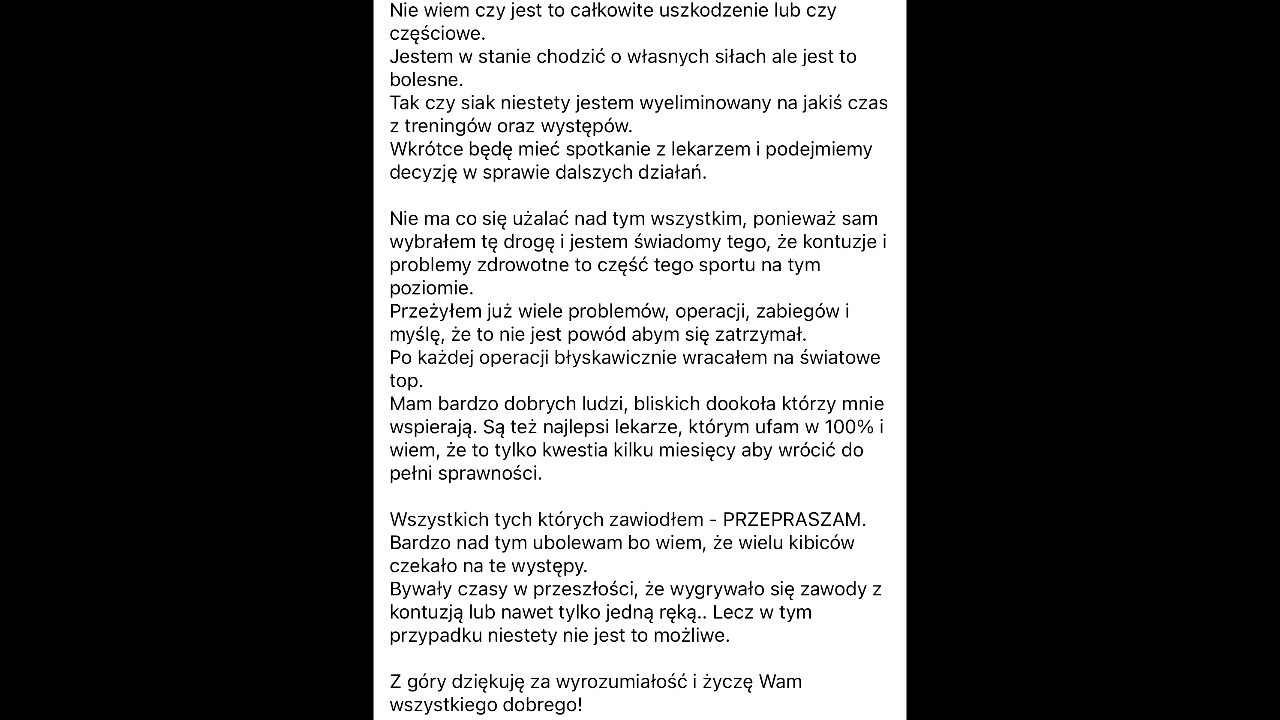 Nie wiem czy jest to całkowite uszkodzenie lub czy
częściowe.
Jestem w stanie chodzić o własnych siłach ale jest to
bolesne.
Tak czy siak niestety jestem wyeliminowany na jakiś czas
z treningów oraz występów.
Wkrótce będę mieć spotkanie z lekarzem i podejmiemy
decyzję w sprawie dalszych działań.
Nie ma co się użalać nad tym wszystkim, ponieważ sam
wybrałem tę drogę i jestem świadomy tego, że kontuzje i
problemy zdrowotne to część tego sportu na tym
poziomie.
Przeżyłem już wiele problemów, operacji, zabiegów i
myślę, że to nie jest powód abym się zatrzymał.
Po każdej operacji błyskawicznie wracałem na światowe
top.
Mam bardzo dobrych ludzi, bliskich dookoła którzy mnie
wspierają. Są też najlepsi lekarze, którym ufam w 100% i
wiem, że to tylko kwestia kilku miesięcy aby wrócić do
pełni sprawności.
Wszystkich tych których zawiodłem - PRZEPRASZAM.
Bardzo nad tym ubolewam bo wiem, że wielu kibiców
czekało na te występy.
Bywały czasy w przeszłości, że wygrywało się zawody z
kontuzją lub nawet tylko jedną ręką.. Lecz w tym
przypadku niestety nie jest to możliwe.
Z góry dziękuję za wyrozumiałość i życzę Wam
wszystkiego dobrego!